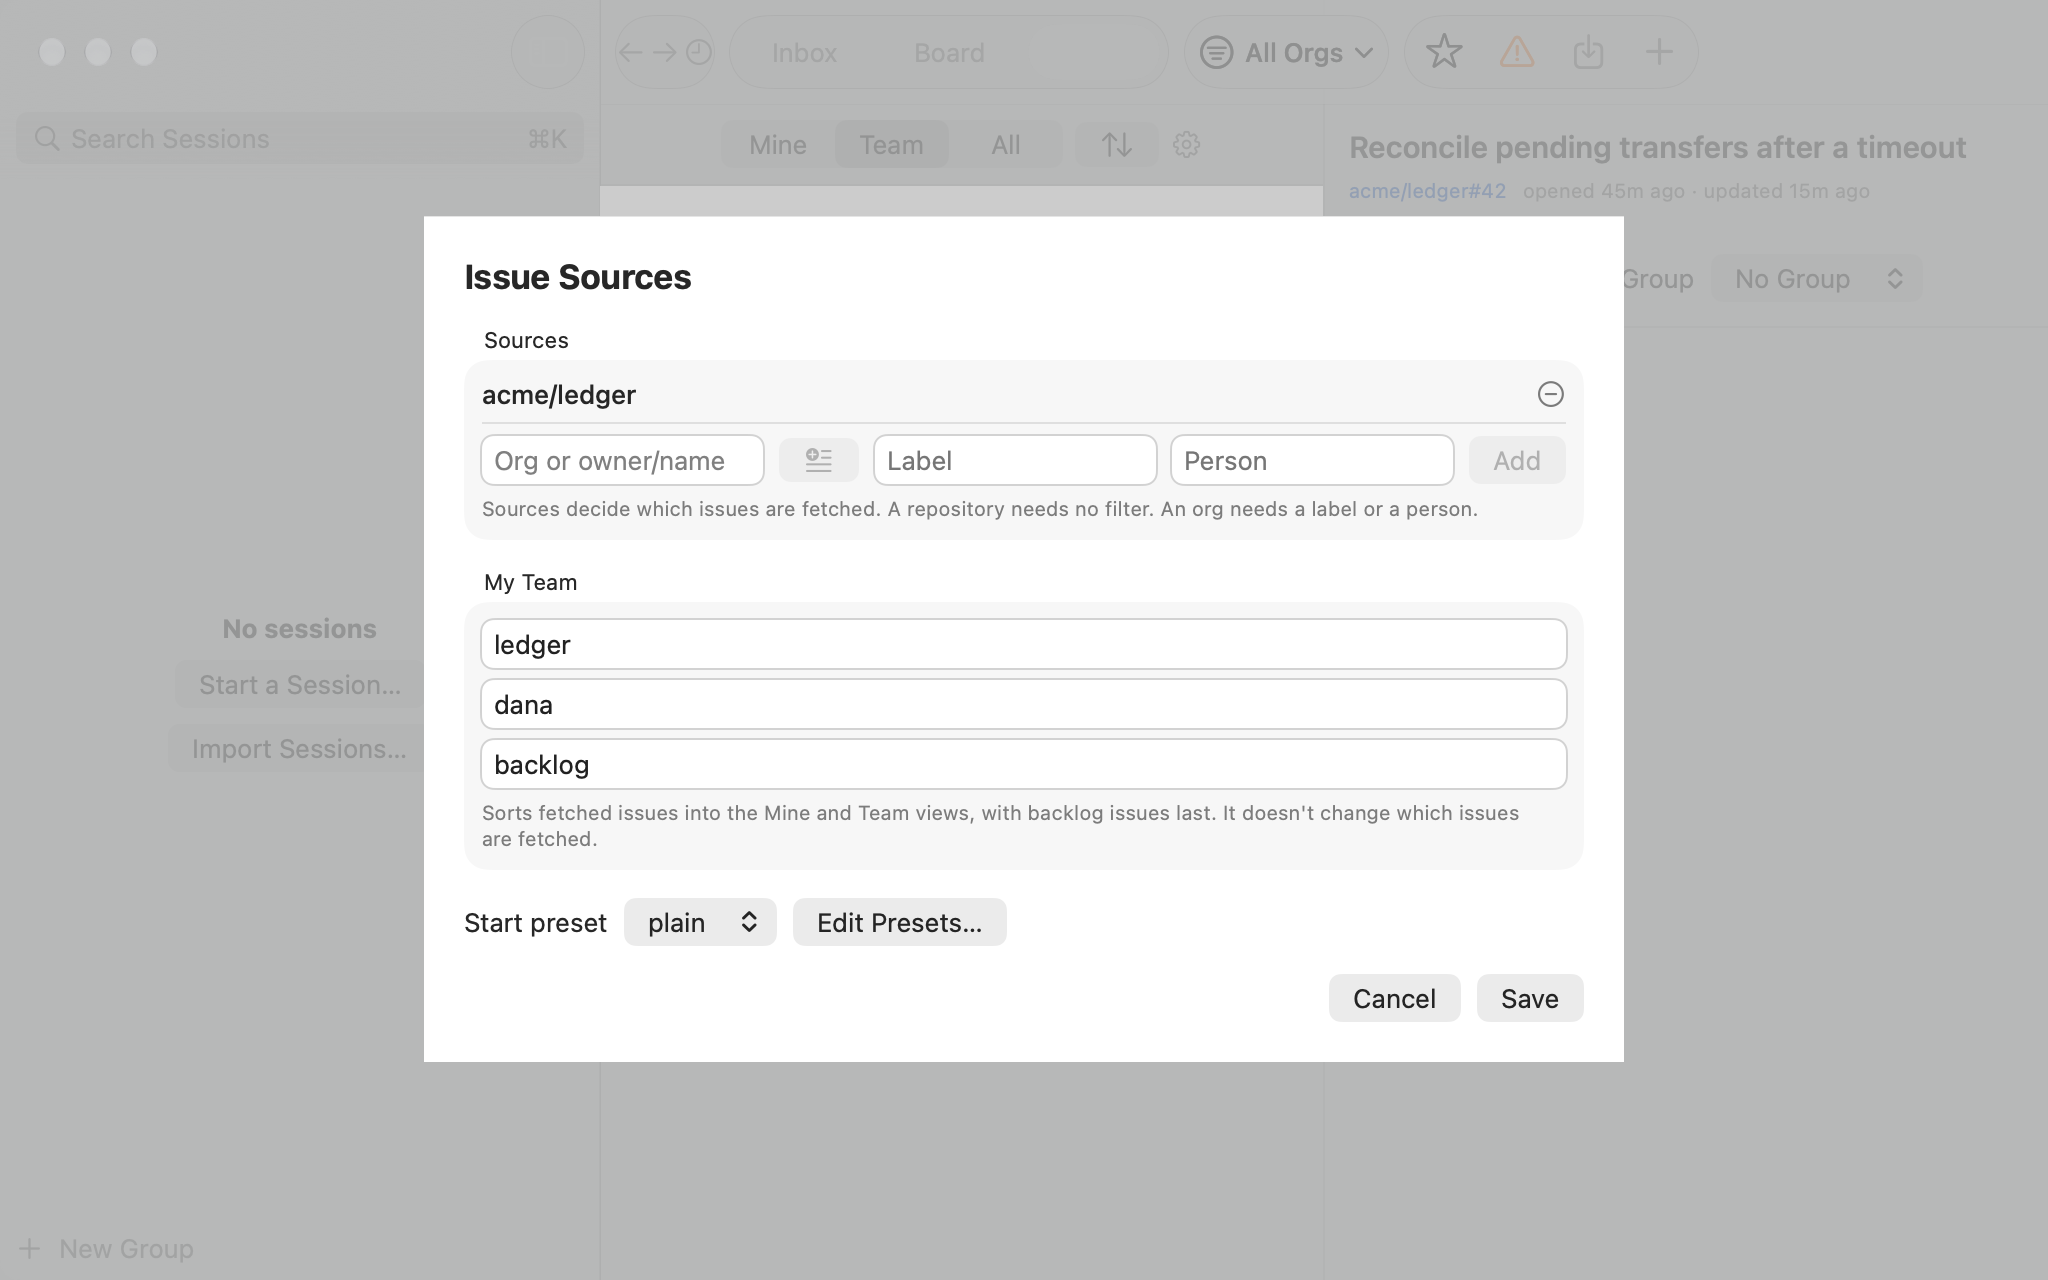 Inbox
Board
All Orgs
Search Sessions
⌘K
Mine
Team
All
Reconcile pending transfers after a timeout
acme/ledger#42 opened 45m ago · updated 15m ago
Group
No Group
Issue Sources
Sources
acme/ledger
Org or owner/name
Label
Person
Add
Sources decide which issues are fetched. A repository needs no filter. An org needs a label or a person.
My Team
ledger
dana
backlog
Sorts fetched issues into the Mine and Team views, with backlog issues last. It doesn't change which issues
are fetched.
Start preset
plain
Edit Presets...
Cancel
Save
No sessions
Start a Session...
Import Sessions...
New Group